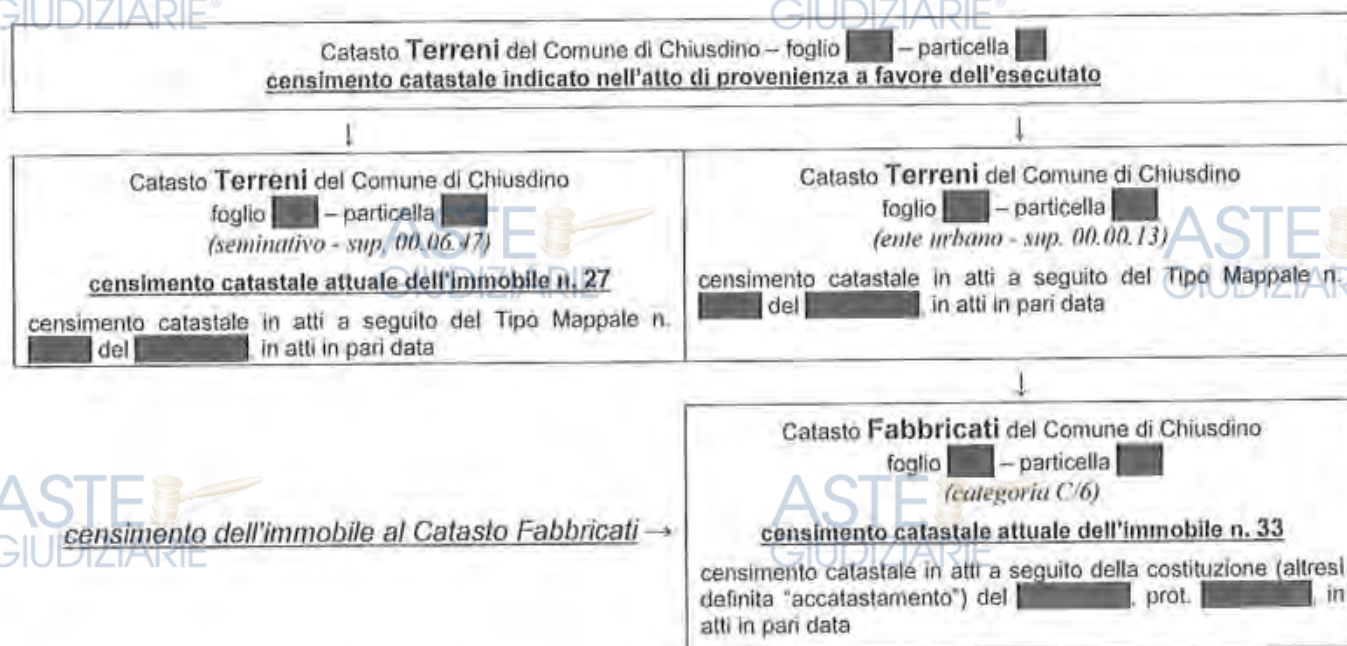 GIUDIZIARIE® GIUDIZIARIE®
Catasto Terreni del Comune di Chiusdino – foglio – particella
censimento catastale indicato nell'atto di provenienza a favore dell'esecutato
↓ ↓
Catasto Terreni del Comune di Chiusdino
foglio – particella
(seminativo - sup. 00.06.47)
censimento catastale attuale dell'immobile n. 27
censimento catastale in atti a seguito del Tipo Mappale n.
del , in atti in pari data
Catasto Terreni del Comune di Chiusdino
foglio – particella
(ente urbano - sup. 00.00.13)
censimento catastale in atti a seguito del Tipo Mappale n.
del , in atti in pari data
ASTE
GIUDIZIARIE
ASTE
GIUDIZIARIE
↓
censimento dell'immobile al Catasto Fabbricati →
Catasto Fabbricati del Comune di Chiusdino
foglio – particella
(categoria C/6)
censimento catastale attuale dell'immobile n. 33
censimento catastale in atti a seguito della costituzione (altresì
definita "accatastamento") del , prot. , in
atti in pari data
ASTE
GIUDIZIARIE®
ASTE
GIUDIZIARIE